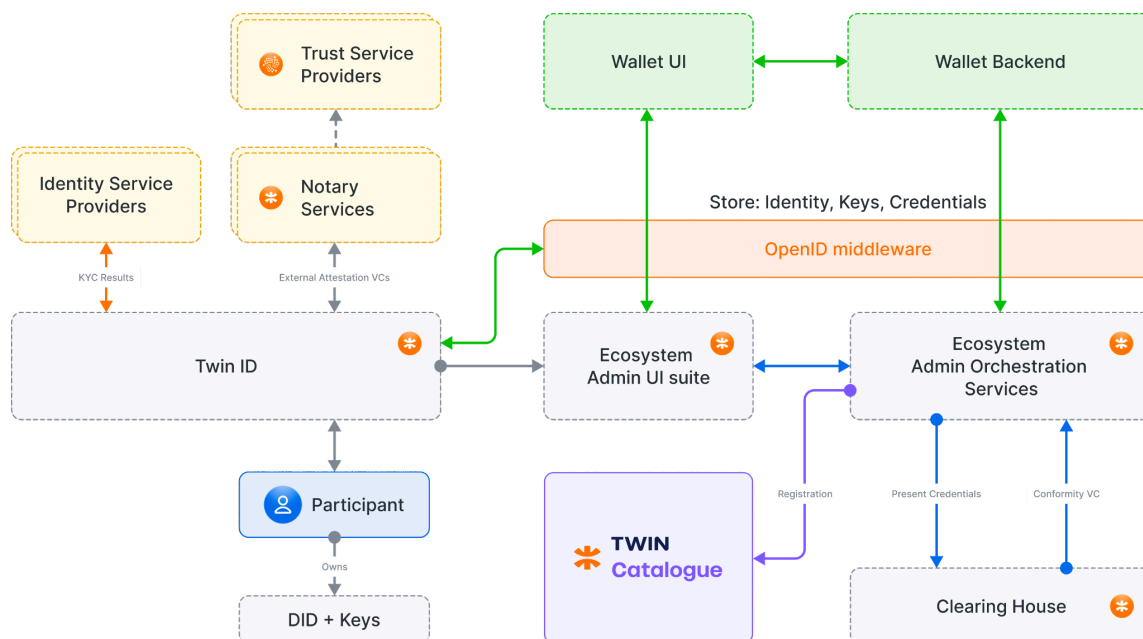 Trust Service
Providers
Wallet UI
Wallet Backend
Identity Service
Providers
Notary
Services
Store: Identity, Keys, Credentials
OpenID middleware
KYC Results
External Attestation VCs
Twin ID
Ecosystem
Admin UI suite
Ecosystem
Admin Orchestration
Services
Participant
Registration
Present Credentials
Conformity VC
TWIN
Catalogue
Owns
DID + Keys
Clearing House